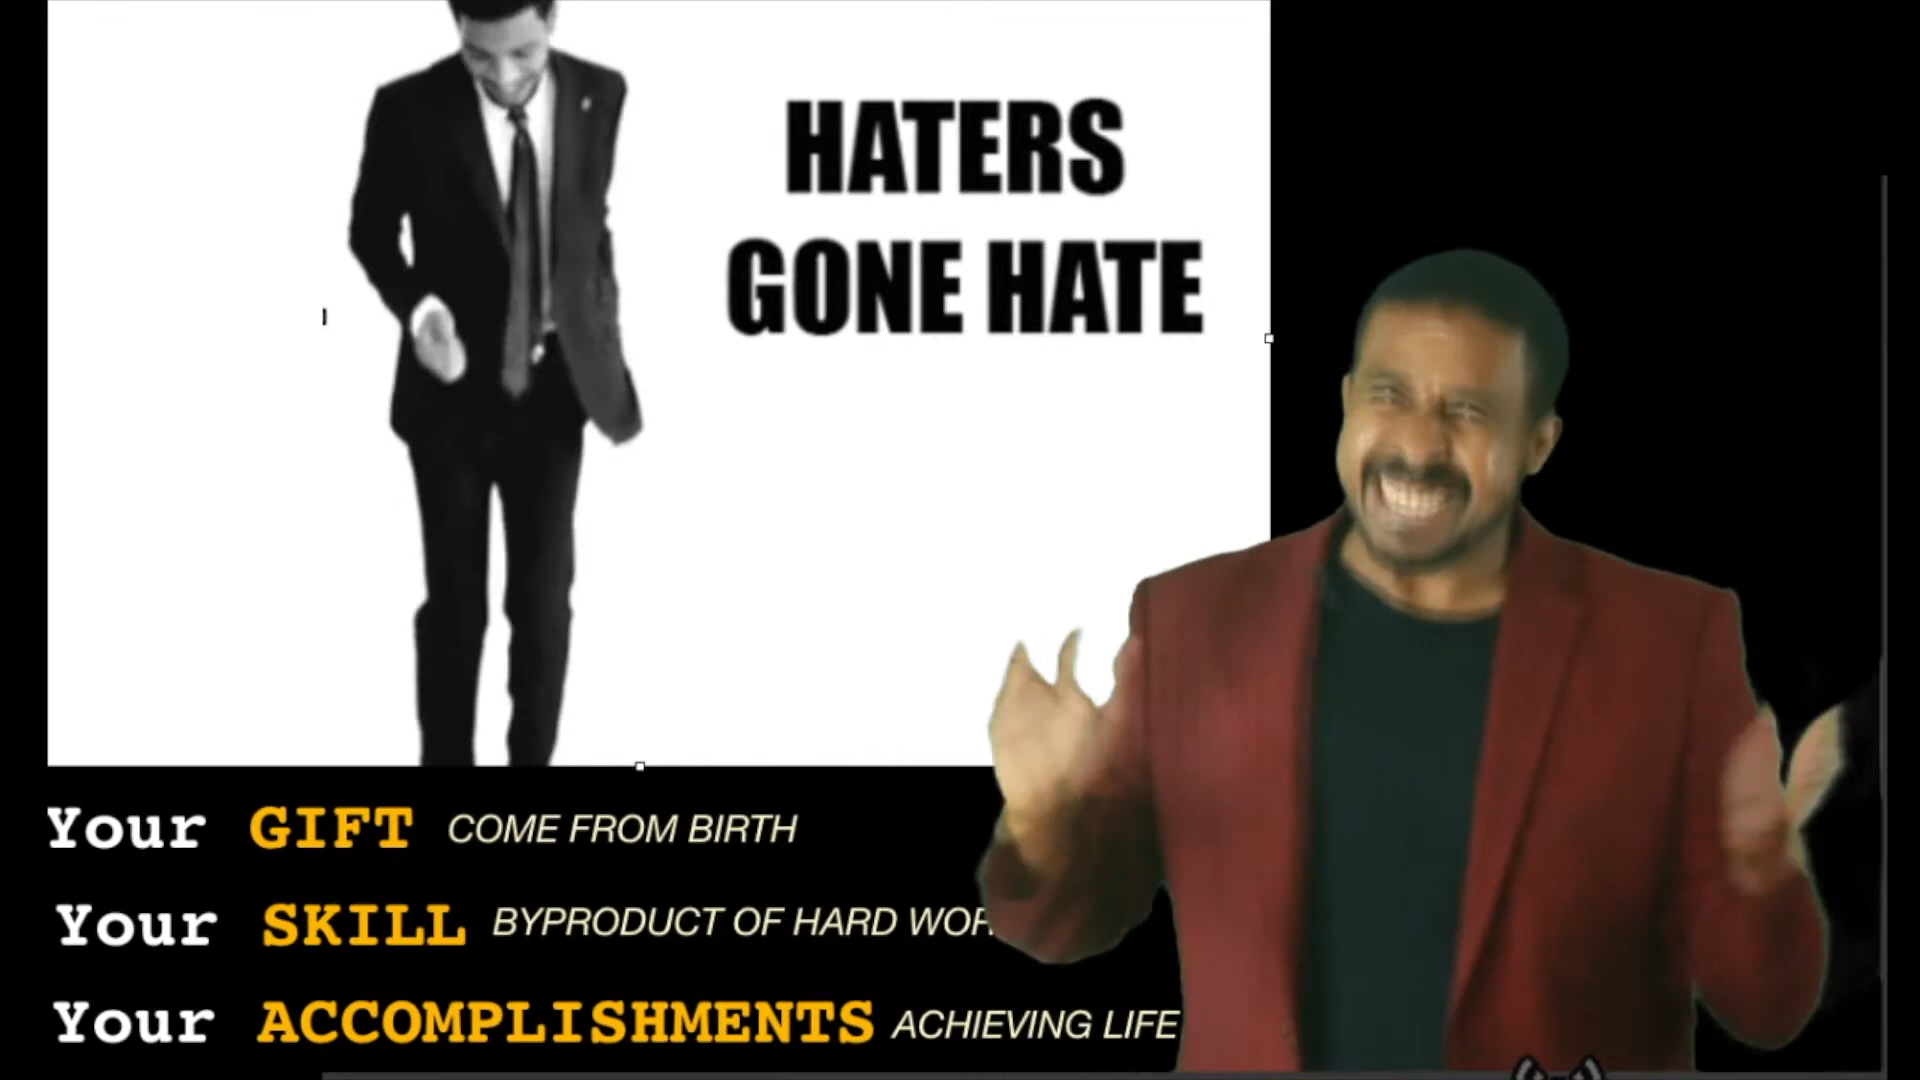 HATERS
GONE HATE
Your GIFT COME FROM BIRTH
Your SKILL BYPRODUCT OF HARD
Your ACCOMPLISHMENTS ACHIEVING LIFE